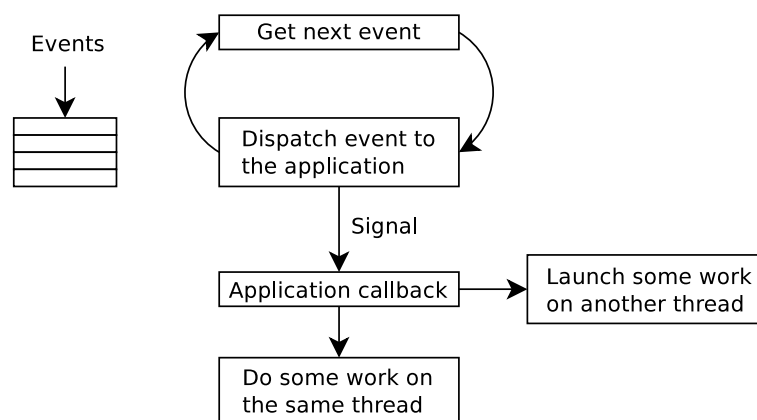 Events
Get next event
Dispatch event to
the application
Signal
Application callback
Launch some work
on another thread
Do some work on
the same thread